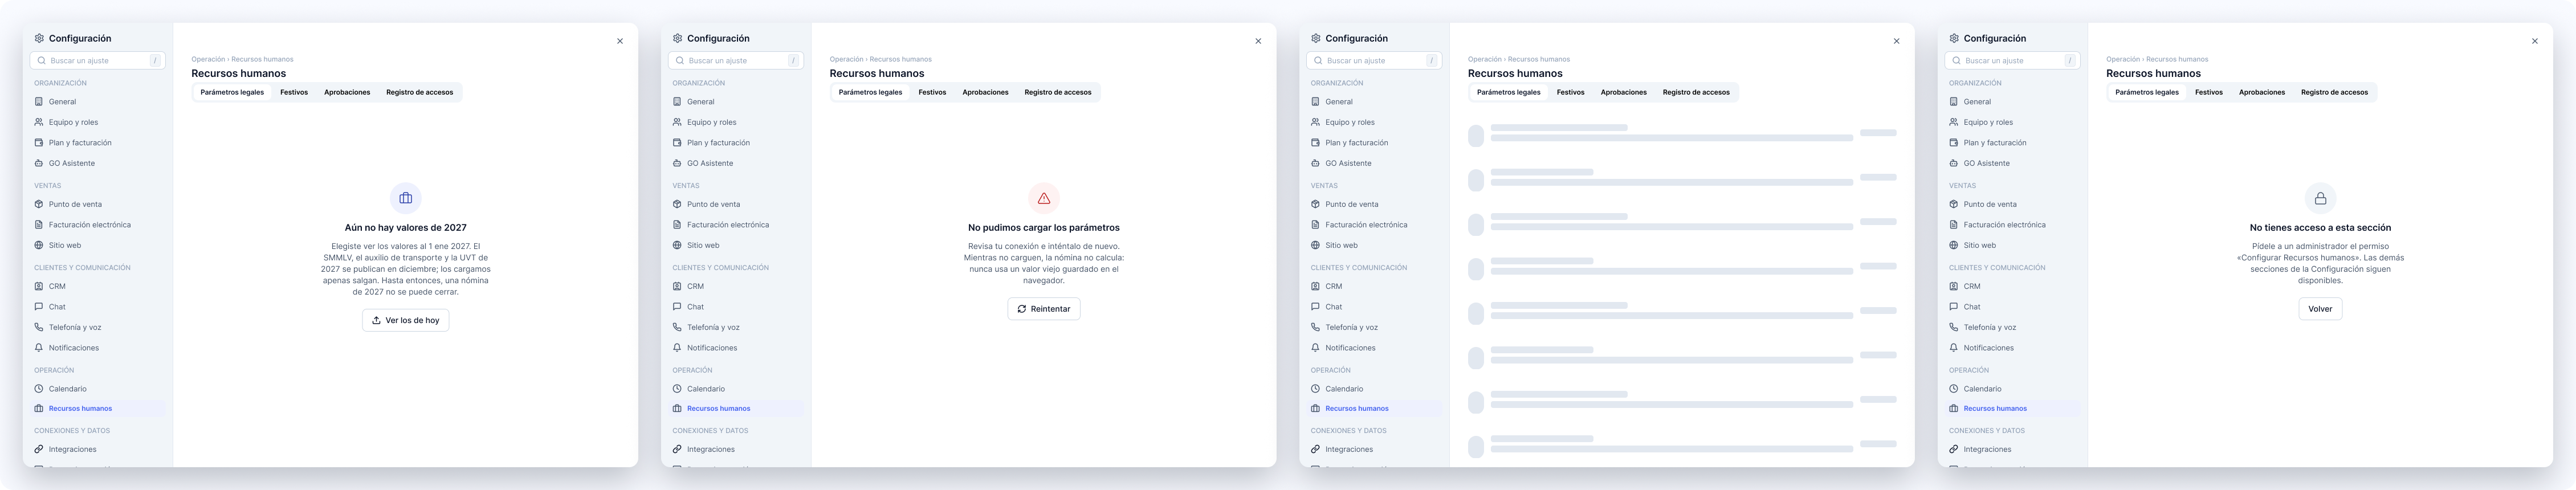 Configuración
Buscar un ajuste /
ORGANIZACIÓN
General
Equipo y roles
Plan y facturación
GO Asistente
VENTAS
Punto de venta
Facturación electrónica
Sitio web
CLIENTES Y COMUNICACIÓN
CRM
Chat
Telefonía y voz
Notificaciones
OPERACIÓN
Calendario
Recursos humanos
CONEXIONES Y DATOS
Integraciones
Operación › Recursos humanos
Recursos humanos
Parámetros legales Festivos Aprobaciones Registro de accesos
Aún no hay valores de 2027
Elegiste ver los valores al 1 ene 2027. El
SMMLV, el auxilio de transporte y la UVT de
2027 se publican en diciembre; los cargamos
apenas salgan. Hasta entonces, una nómina
de 2027 no se puede cerrar.
Ver los de hoy
Configuración
Buscar un ajuste /
ORGANIZACIÓN
General
Equipo y roles
Plan y facturación
GO Asistente
VENTAS
Punto de venta
Facturación electrónica
Sitio web
CLIENTES Y COMUNICACIÓN
CRM
Chat
Telefonía y voz
Notificaciones
OPERACIÓN
Calendario
Recursos humanos
CONEXIONES Y DATOS
Integraciones
Operación › Recursos humanos
Recursos humanos
Parámetros legales Festivos Aprobaciones Registro de accesos
No pudimos cargar los parámetros
Revisa tu conexión e inténtalo de nuevo.
Mientras no carguen, la nómina no calcula:
nunca usa un valor viejo guardado en el
navegador.
Reintentar
Configuración
Buscar un ajuste /
ORGANIZACIÓN
General
Equipo y roles
Plan y facturación
GO Asistente
VENTAS
Punto de venta
Facturación electrónica
Sitio web
CLIENTES Y COMUNICACIÓN
CRM
Chat
Telefonía y voz
Notificaciones
OPERACIÓN
Calendario
Recursos humanos
CONEXIONES Y DATOS
Integraciones
Operación › Recursos humanos
Recursos humanos
Parámetros legales Festivos Aprobaciones Registro de accesos
Configuración
Buscar un ajuste /
ORGANIZACIÓN
General
Equipo y roles
Plan y facturación
GO Asistente
VENTAS
Punto de venta
Facturación electrónica
Sitio web
CLIENTES Y COMUNICACIÓN
CRM
Chat
Telefonía y voz
Notificaciones
OPERACIÓN
Calendario
Recursos humanos
CONEXIONES Y DATOS
Integraciones
Operación › Recursos humanos
Recursos humanos
Parámetros legales Festivos Aprobaciones Registro de accesos
No tienes acceso a esta sección
Pídele a un administrador el permiso
«Configurar Recursos humanos». Las demás
secciones de la Configuración siguen
disponibles.
Volver